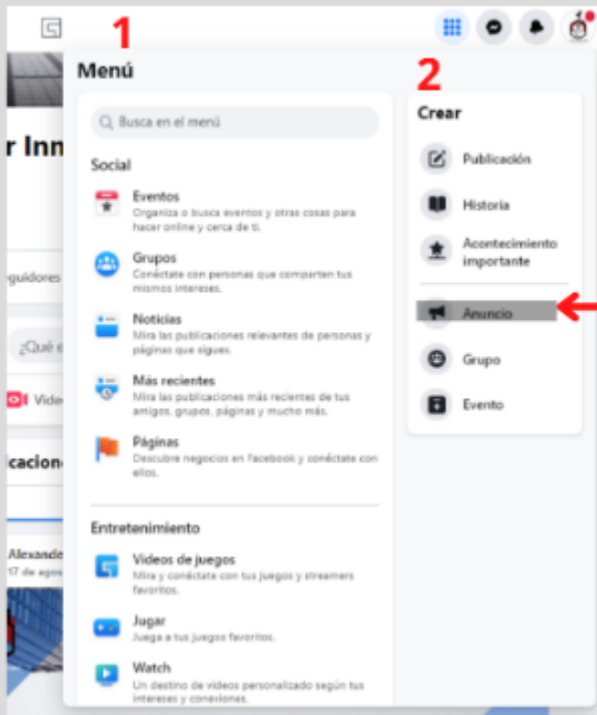 1
2
Menú
Busca en el menú
Social
Eventos
Organiza o busca eventos y otras cosas para
hacer online y cerca de ti.
Grupos
Conéctate con personas que comparten tus
mismos intereses.
Noticias
Mira las publicaciones relevantes de personas y
páginas que sigues.
Más recientes
Mira las publicaciones más recientes de tus
amigos, grupos, páginas y mucho más.
Páginas
Descubre negocios en Facebook y conéctate con
ellos.
Entretenimiento
Videos de juegos
Mira y conéctate con tus juegos y streamers
favoritos.
Jugar
Juega a tus juegos favoritos.
Watch
Un destino de videos personalizado según tus
intereses y conexiones.
Crear
Publicación
Historia
Acontecimiento
importante
Anuncio
Grupo
Evento
r Inn
guidores
¿Qué e
Vide
icacion
Alexande
17 de agos